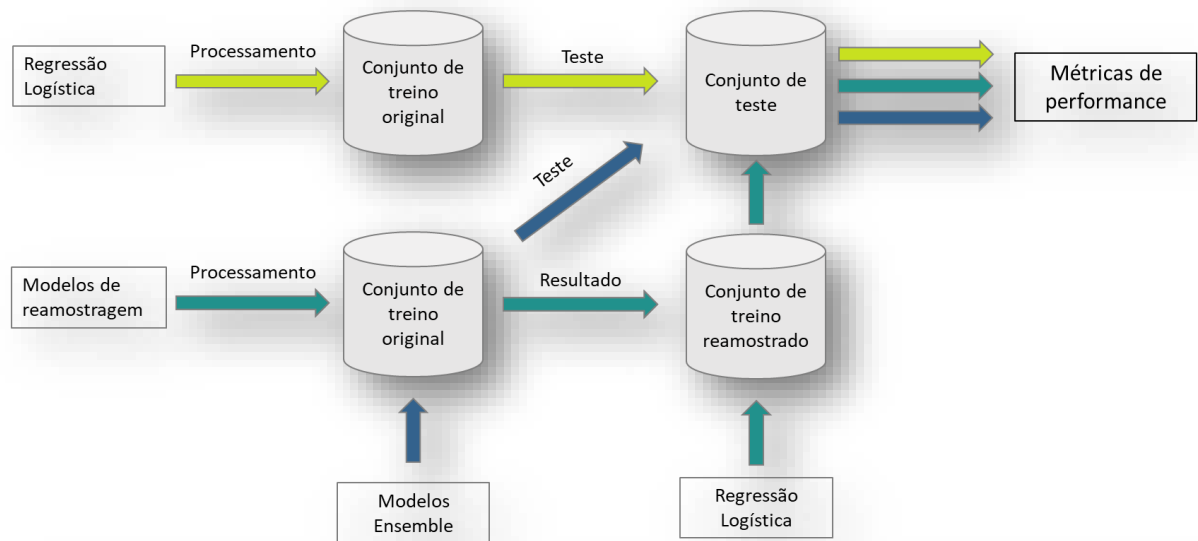 Regressão
Logística
Processamento
Conjunto de
treino
original
Teste
Conjunto de
teste
Métricas de
performance
Teste
Modelos de
reamostragem
Processamento
Conjunto de
treino
original
Resultado
Conjunto de
treino
reamostrado
Modelos
Ensemble
Regressão
Logística